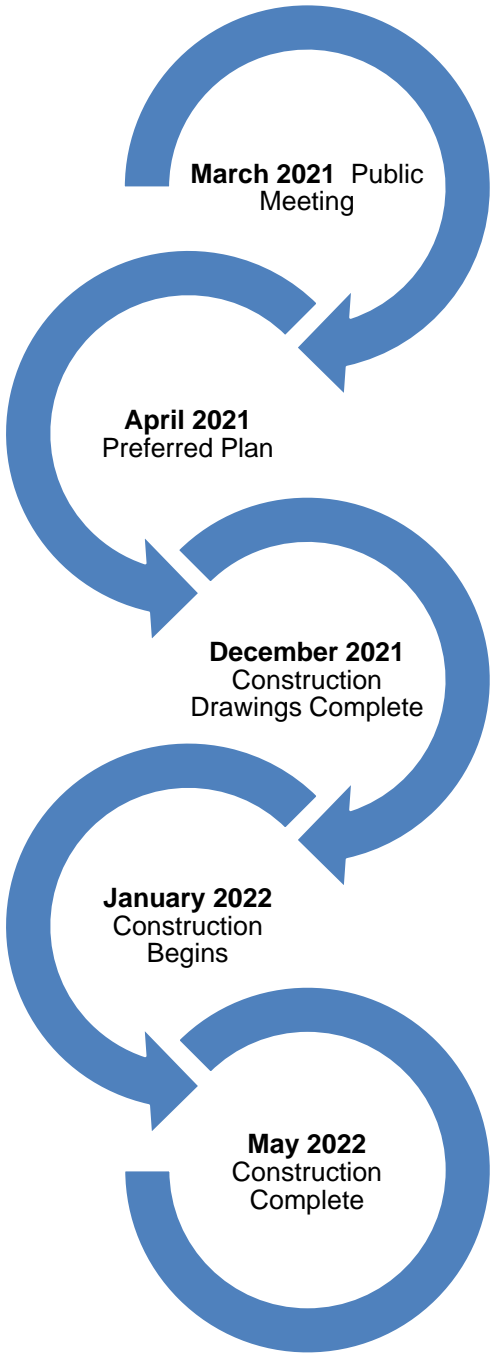 March 2021 Public
Meeting
April 2021
Preferred Plan
December 2021
Construction
Drawings Complete
January 2022
Construction
Begins
May 2022
Construction
Complete